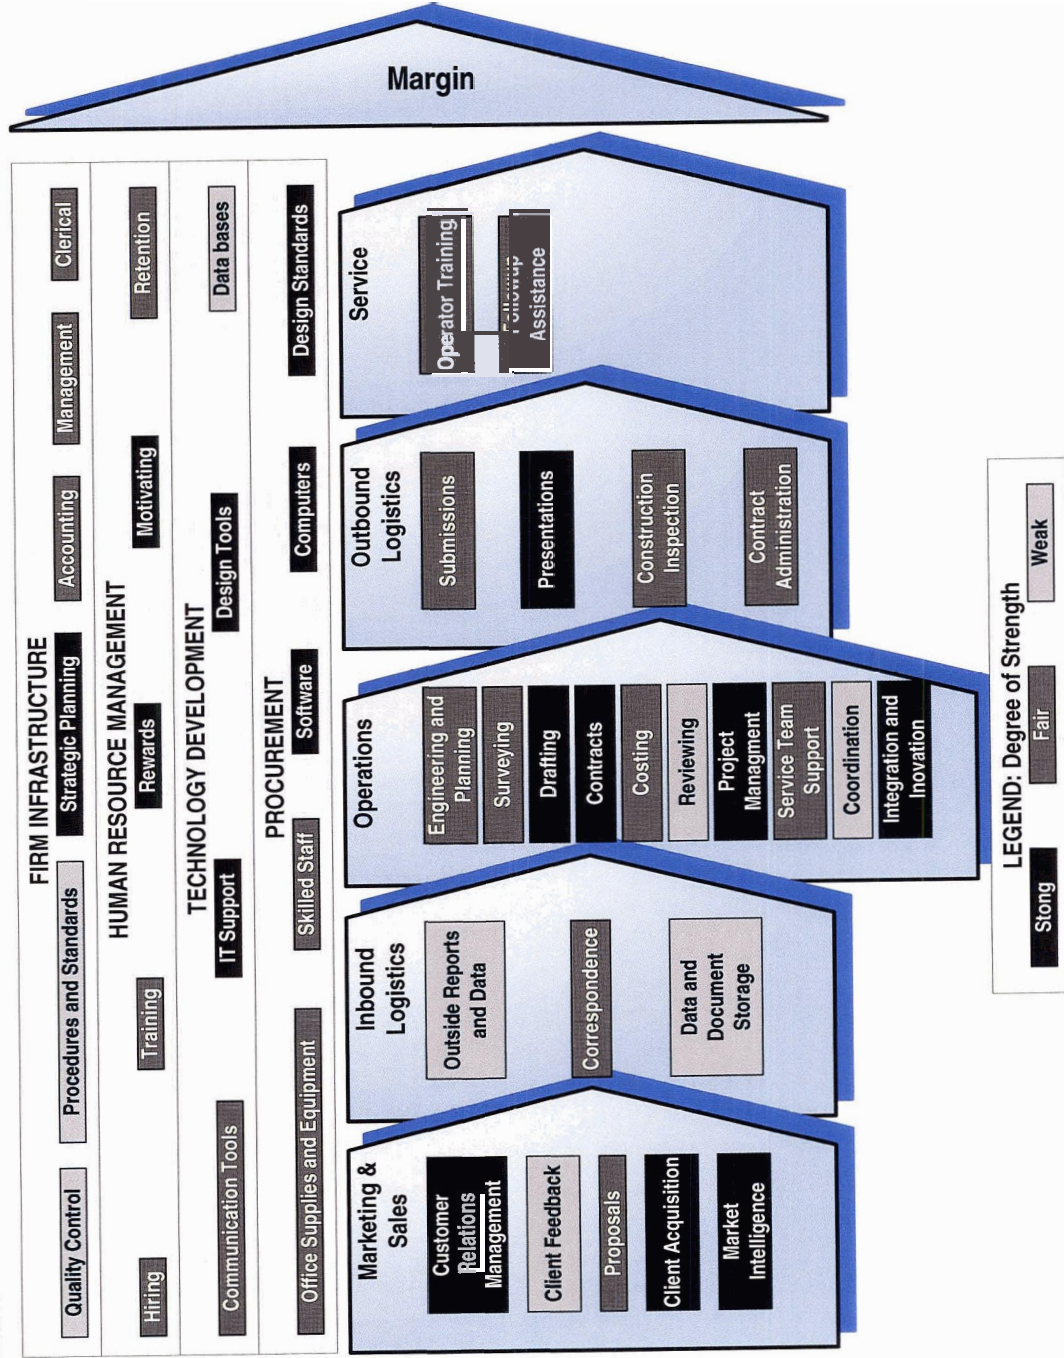 FIRM INFRASTRUCTURE
Quality Control
Procedures and Standards
Strategic Planning
Accounting
Management
Clerical
HUMAN RESOURCE MANAGEMENT
Hiring
Training
Rewards
Motivating
Retention
TECHNOLOGY DEVELOPMENT
Communication Tools
IT Support
Design Tools
Data bases
PROCUREMENT
Office Supplies and Equipment
Skilled Staff
Software
Computers
Design Standards
Marketing &
Sales
Customer
Relations
Management
Client Feedback
Proposals
Client Acquisition
Market
Intelligence
Inbound
Logistics
Outside Reports
and Data
Correspondence
Data and
Document
Storage
Operations
Engineering and
Planning
Surveying
Drafting
Contracts
Costing
Reviewing
Project
Managment
Service Team
Support
Coordination
Integration and
Innovation
Outbound
Logistics
Submissions
Presentations
Construction
Inspection
Contract
Administration
Service
Operator Training
Followup
Assistance
Margin
LEGEND: Degree of Strength
Stong
Fair
Weak